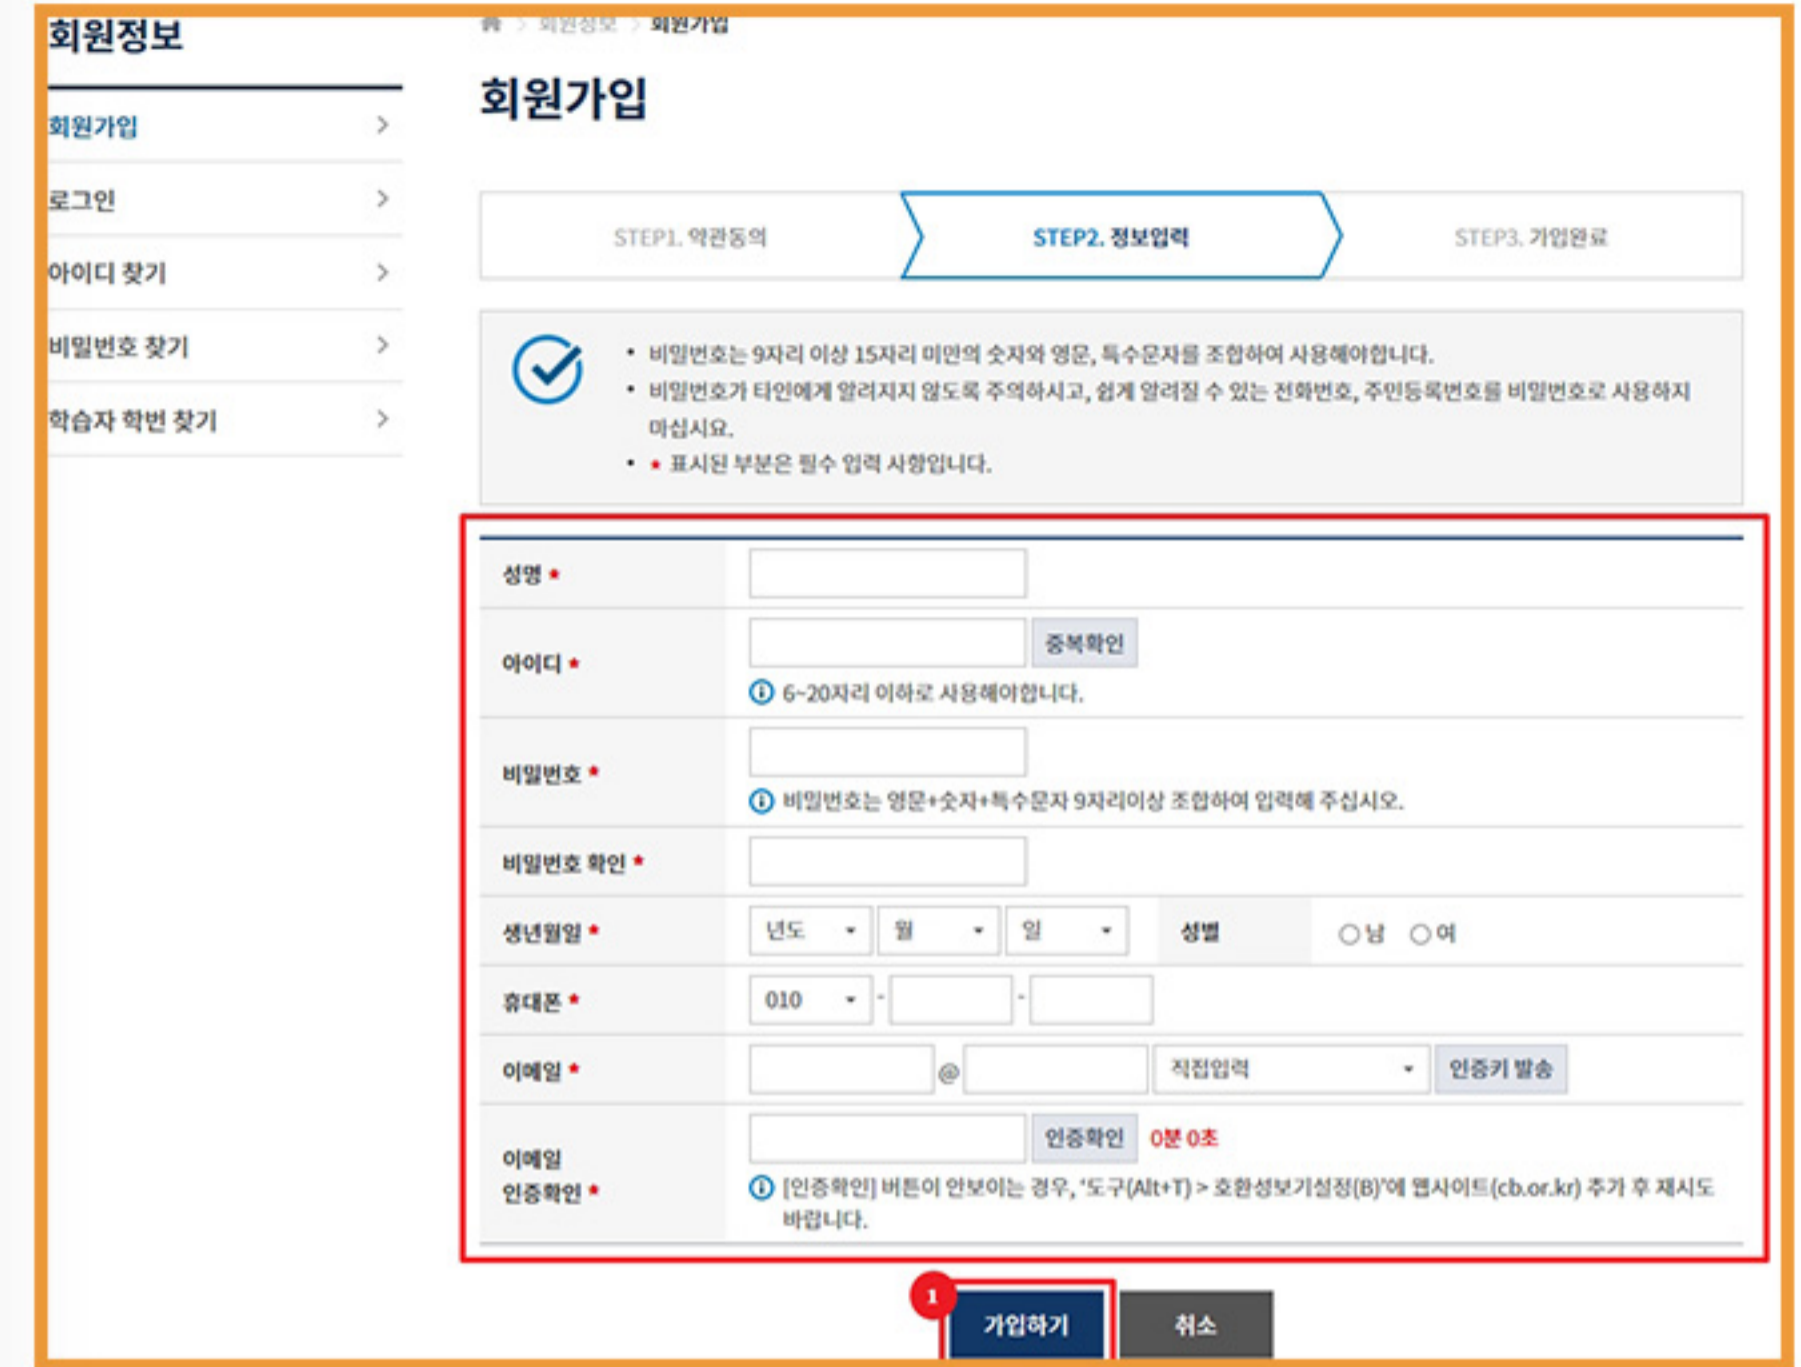 회원정보
회원가입
로그인
아이디 찾기
비밀번호 찾기
학습자 학번 찾기
> 회원정보 > 회원가입
회원가입
STEP1. 약관동의
STEP2. 정보입력
STEP3. 가입완료
• 비밀번호는 9자리 이상 15자리 미만의 숫자와 영문, 특수문자를 조합하여 사용해야합니다.
• 비밀번호가 타인에게 알려지지 않도록 주의하시고, 쉽게 알려질 수 있는 전화번호, 주민등록번호를 비밀번호로 사용하지
마십시요.
• ★ 표시된 부분은 필수 입력 사항입니다.
성명 ★
아이디 ★ 중복확인
6~20자리 이하로 사용해야합니다.
비밀번호 ★
비밀번호는 영문+숫자+특수문자 9자리이상 조합하여 입력해 주십시오.
비밀번호 확인 ★
생년월일 ★ 년도 월 일 성별 남 여
휴대폰 ★ 010 - -
이메일 ★ @ 직접입력 인증키 발송
이메일
인증확인 ★
인증확인 0분 0초
[인증확인] 버튼이 안보이는 경우, '도구(Alt+T) > 호환성보기설정(B)'에 웹사이트(cb.or.kr) 추가 후 재시도
바랍니다.
1
가입하기 취소